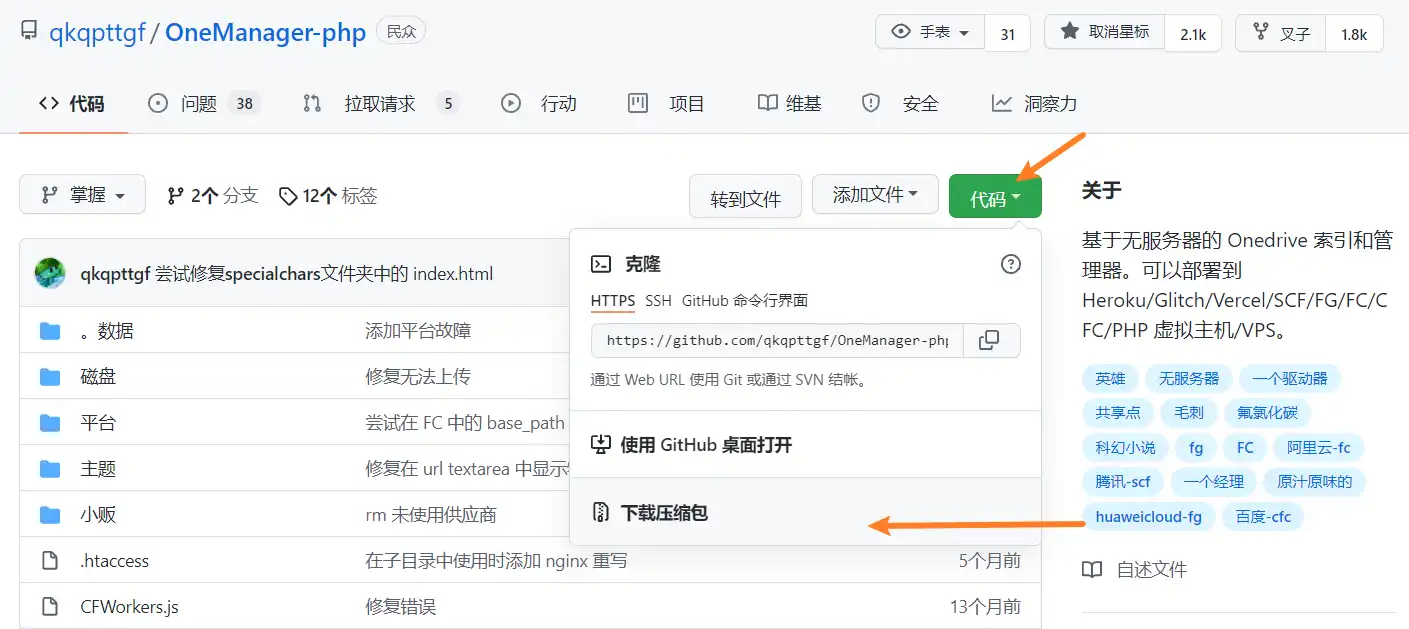 qkqpttgf / OneManager-php 民众 手表 31 取消星标 2.1k 叉子 1.8k
代码 问题 38 拉取请求 5 行动 项目 维基 安全 洞察力
掌握 2个 分支 12个 标签 转到文件 添加文件 代码
关于
基于无服务器的 Onedrive 索引和管
理器。可以部署到
Heroku/Glitch/Vercel/SCF/FG/FC/C
FC/PHP 虚拟主机/VPS。
英雄 无服务器 一个驱动器
共享点 毛刺 氟氯化碳
科幻小说 fg FC 阿里云-fc
腾讯-scf 一个经理 原汁原味的
huaweicloud-fg 百度-cfc
自述文件
克隆
HTTPS SSH GitHub 命令行界面
https://github.com/qkqpttgf/OneManager-php
通过 Web URL 使用 Git 或通过 SVN 结帐。
使用 GitHub 桌面打开
下载压缩包
qkqpttgf 尝试修复specialchars文件夹中的 index.html
。数据 添加平台故障
磁盘 修复无法上传
平台 尝试在 FC 中的 base_path
主题 修复在 url textarea 中显示
小贩 rm 未使用供应商
.htaccess 在子目录中使用时添加 nginx 重写 5个月前
CFWorkers.js 修复错误 13个月前